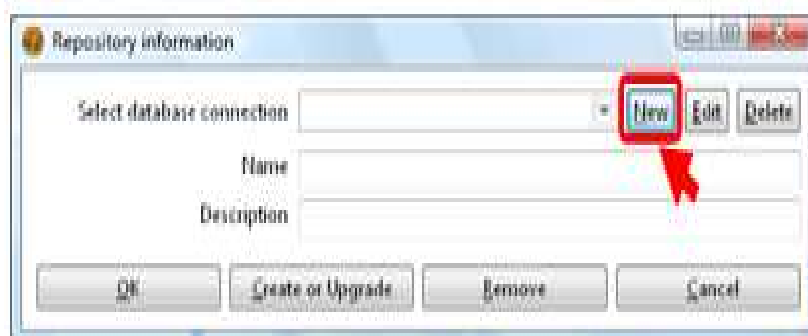 Repository information
Select database connection New Edit Delete
Name
Description
OK Create or Upgrade Remove Cancel